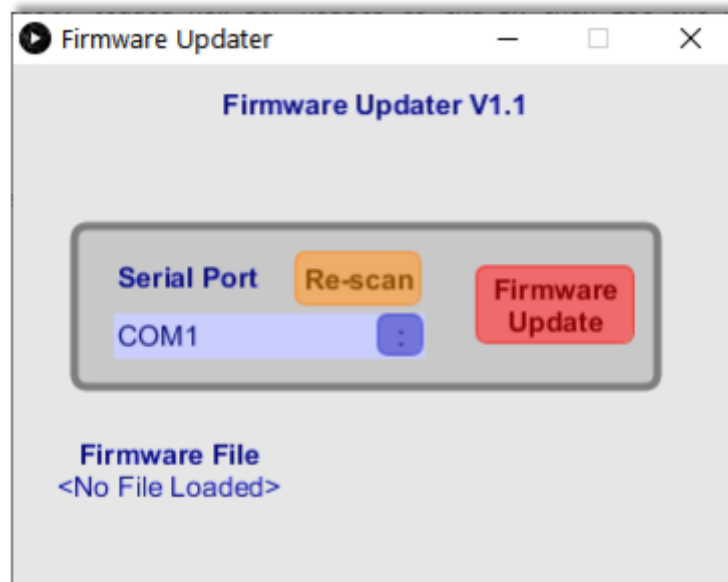 Firmware Updater
Firmware Updater V1.1
Serial Port
Re-scan
COM1
:
Firmware
Update
Firmware File
<No File Loaded>